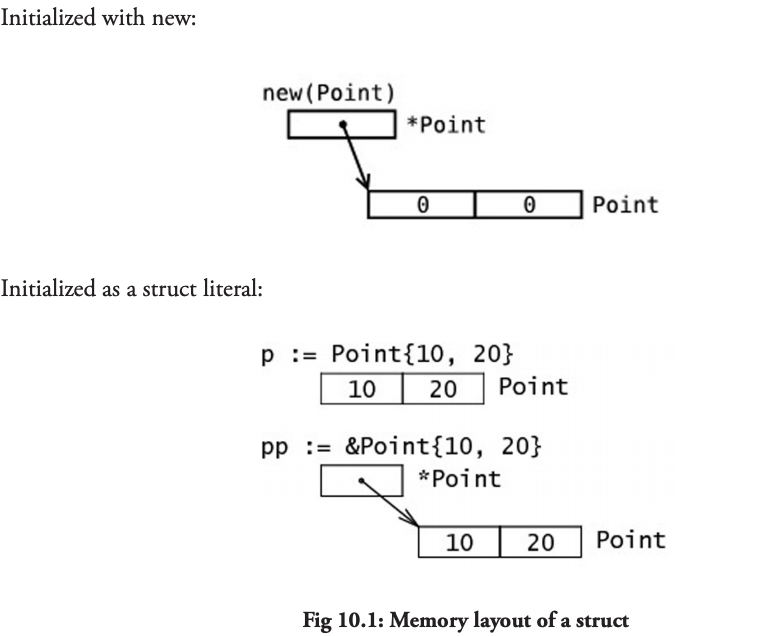 Initialized with new:
new(Point)
*Point
0 0 Point
Initialized as a struct literal:
p := Point{10, 20}
10 20 Point
pp := &Point{10, 20}
*Point
10 20 Point
Fig 10.1: Memory layout of a struct